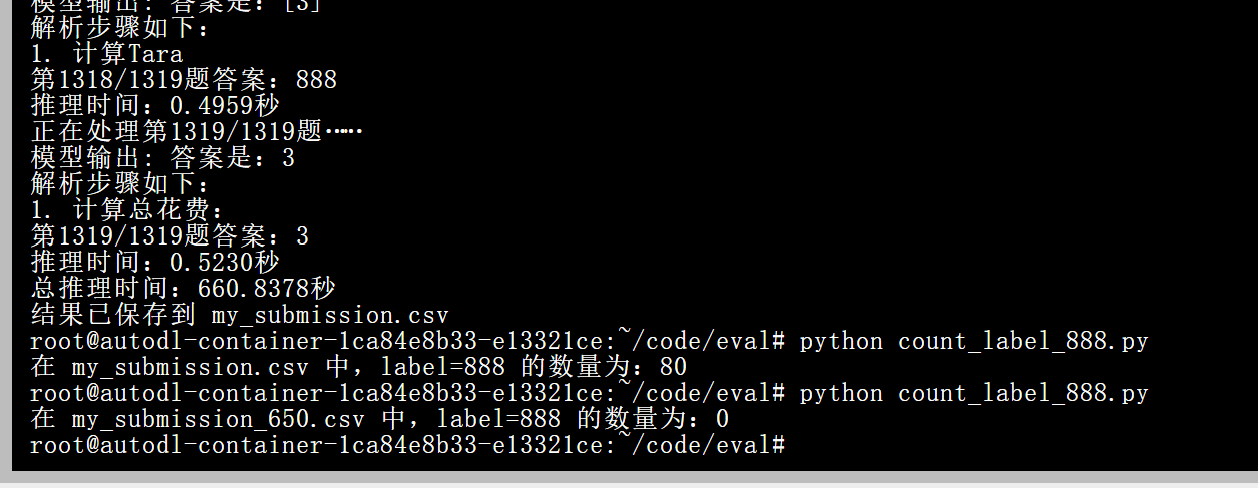 模型输出: 答案是：[3]
解析步骤如下：
1. 计算Tara
第1318/1319题答案：888
推理时间：0.4959秒
正在处理第1319/1319题……
模型输出: 答案是：3
解析步骤如下：
1. 计算总花费：
第1319/1319题答案：3
推理时间：0.5230秒
总推理时间：660.8378秒
结果已保存到 my_submission.csv
root@autodl-container-1ca84e8b33-e13321ce:~/code/eval# python count_label_888.py
在 my_submission.csv 中，label=888 的数量为：80
root@autodl-container-1ca84e8b33-e13321ce:~/code/eval# python count_label_888.py
在 my_submission_650.csv 中，label=888 的数量为：0
root@autodl-container-1ca84e8b33-e13321ce:~/code/eval#